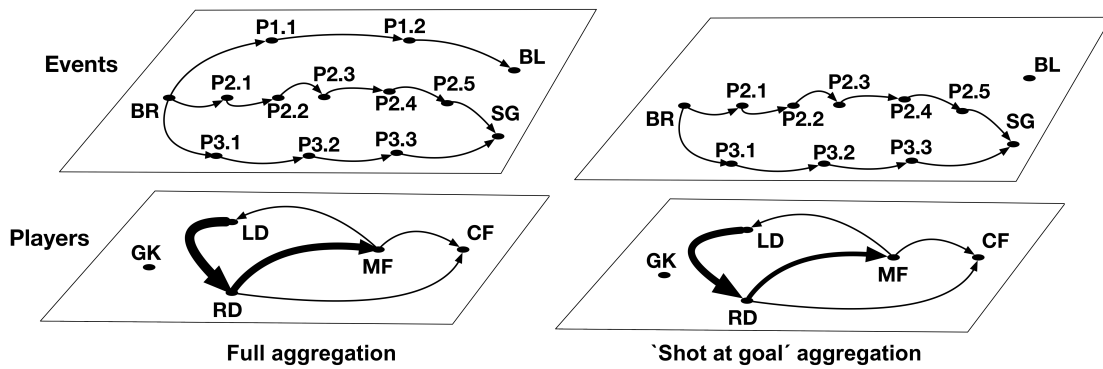 Events
P1.1 P1.2
BL
P2.1 P2.2 P2.3 P2.4 P2.5
BR
SG
P3.1 P3.2 P3.3
BL
P2.1 P2.2 P2.3 P2.4 P2.5
BR
SG
P3.1 P3.2 P3.3
Players
GK
LD
CF
MF
RD
GK
LD
CF
MF
RD
Full aggregation
`Shot at goal´ aggregation